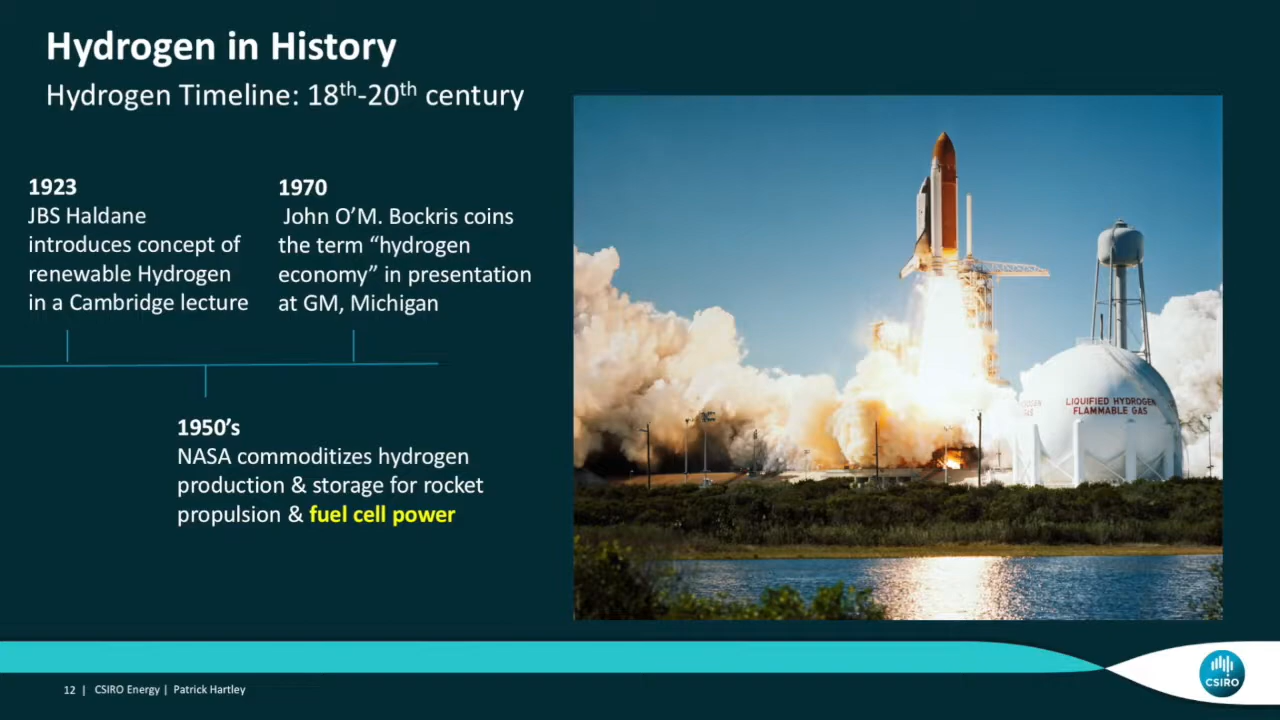 Hydrogen in History
Hydrogen Timeline: 18th-20th century
1923
JBS Haldane
introduces concept of
renewable Hydrogen
in a Cambridge lecture
1970
John O’M. Bockris coins
the term “hydrogen
economy” in presentation
at GM, Michigan
1950’s
NASA commoditizes hydrogen
production & storage for rocket
propulsion & fuel cell power
LIQUIFIED HYDROGEN
FLAMMABLE GAS
12 | CSIRO Energy | Patrick Hartley
CSIRO